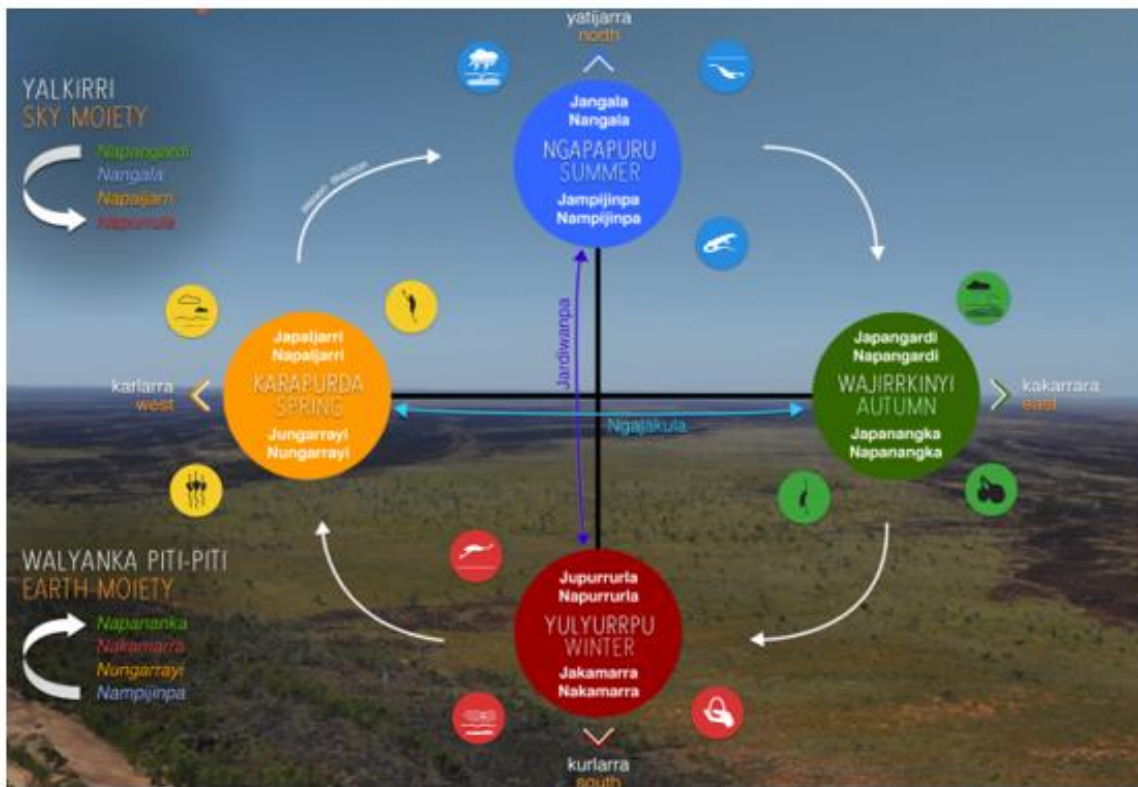 yatijarra
north
YALKIRRI
SKY MOIETY
Napangardi
Nangala
Napaljarri
Napurrula
Jangala
Nangala
NGAPAPURU
SUMMER
Jampijinpa
Nampijinpa
Japaljarri
Napaljarri
KARAPURDA
SPRING
Jungarrayi
Nungarrayi
karlarra
west
Jardiwanpa
Ngajakula
Japangardi
Napangardi
WAJIRRKINYI
AUTUMN
Japanangka
Napanangka
kakarrara
east
WALYANKA PITI-PITI
EARTH MOIETY
Napananka
Nakamarra
Nungarrayi
Nampijinpa
Jupurrurla
Napurrurla
YULYURRPU
WINTER
Jakamarra
Nakamarra
kurlarra
south